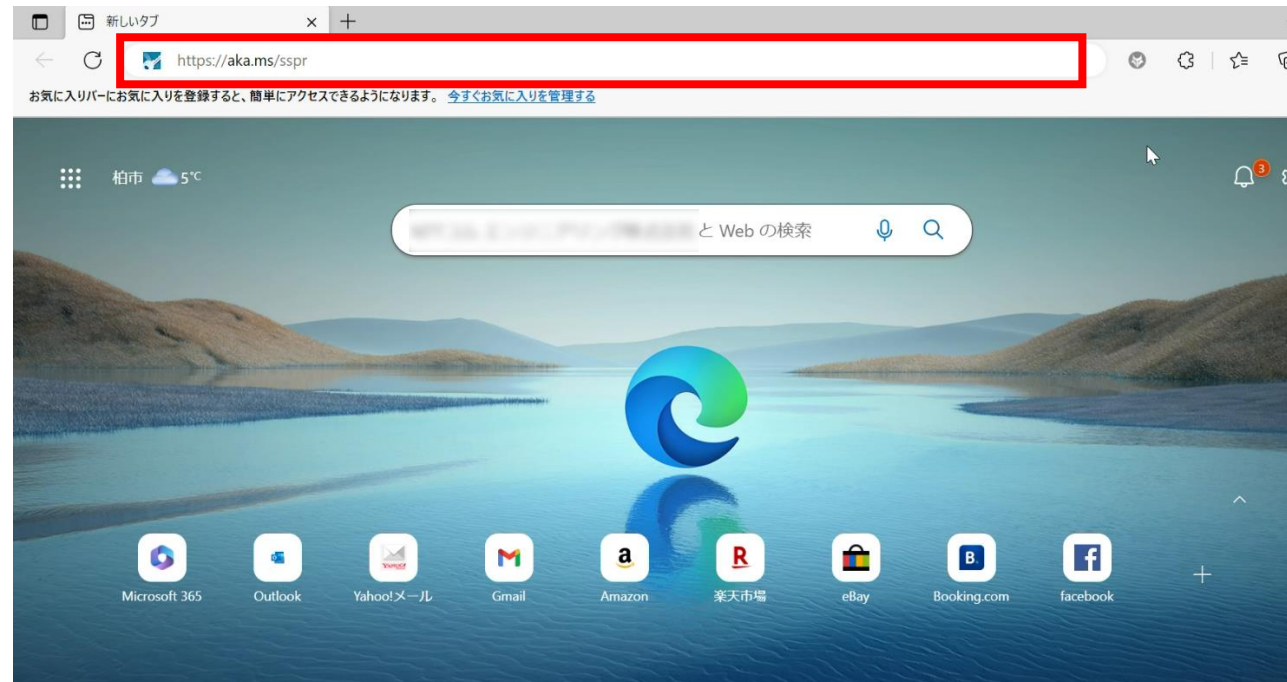 新しいタブ
https://aka.ms/sspr
お気に入りバーにお気に入りを登録すると、簡単にアクセスできるようになります。 今すぐお気に入りを管理する
柏市 5℃
3
と Web の検索
Microsoft 365
Outlook
Yahoo!メール
Gmail
Amazon
楽天市場
eBay
Booking.com
facebook